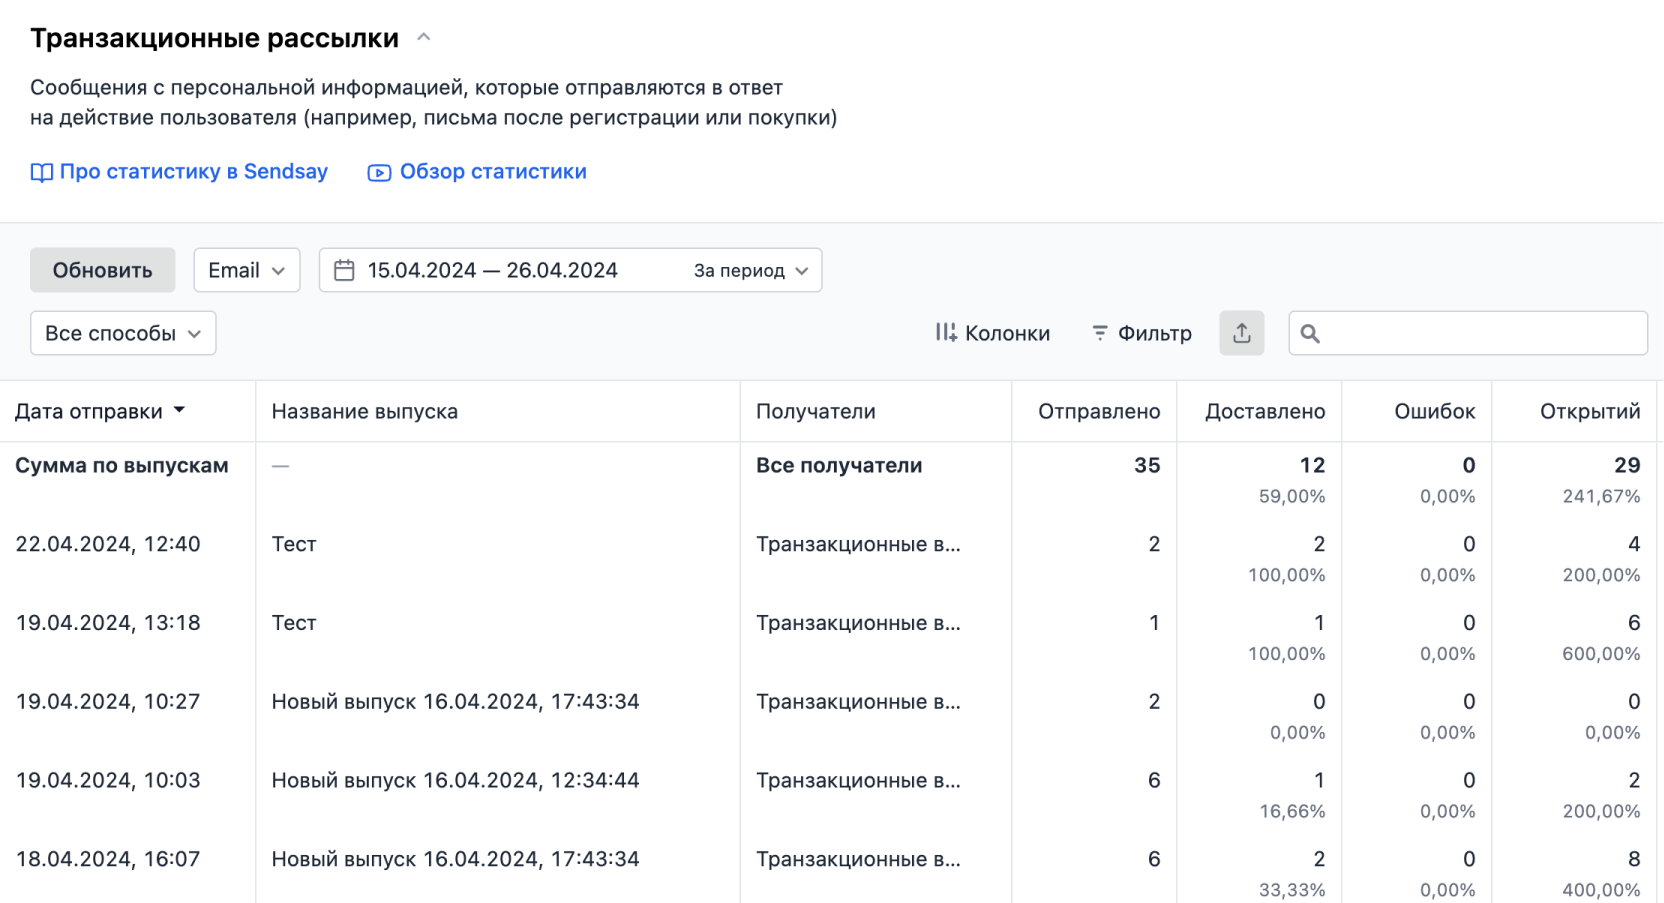 Транзакционные рассылки
Сообщения с персональной информацией, которые отправляются в ответ
на действие пользователя (например, письма после регистрации или покупки)
Про статистику в Sendsay Обзор статистики
Обновить Email 15.04.2024 — 26.04.2024 За период
Все способы Колонки Фильтр
Дата отправки Название выпуска Получатели Отправлено Доставлено Ошибок Открытий
Сумма по выпускам — Все получатели 35 12 0 29
59,00% 0,00% 241,67%
22.04.2024, 12:40 Тест Транзакционные в... 2 2 0 4
100,00% 0,00% 200,00%
19.04.2024, 13:18 Тест Транзакционные в... 1 1 0 6
100,00% 0,00% 600,00%
19.04.2024, 10:27 Новый выпуск 16.04.2024, 17:43:34 Транзакционные в... 2 0 0 0
0,00% 0,00% 0,00%
19.04.2024, 10:03 Новый выпуск 16.04.2024, 12:34:44 Транзакционные в... 6 1 0 2
16,66% 0,00% 200,00%
18.04.2024, 16:07 Новый выпуск 16.04.2024, 17:43:34 Транзакционные в... 6 2 0 8
33,33% 0,00% 400,00%